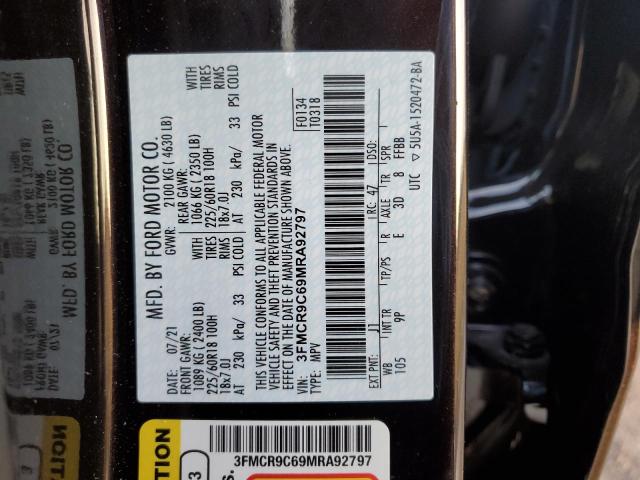 MFD. BY FORD MOTOR CO.
DATE: 07/21 GVWR: 2100 KG ( 4630 LB)
FRONT GAWR: REAR GAWR: WITH
1089 KG ( 2400 LB) 1066 KG ( 2350 LB) TIRES
225/60R18 100H TIRES 225/60R18 100H RIMS
18x7.0J RIMS 18x7.0J
AT 230 kPa/ 33 PSI COLD AT 230 kPa/ 33 PSI COLD
THIS VEHICLE CONFORMS TO ALL APPLICABLE FEDERAL MOTOR
VEHICLE SAFETY AND THEFT PREVENTION STANDARDS IN
EFFECT ON THE DATE OF MANUFACTURE SHOWN ABOVE.
VIN: 3FMCR9C69MRA92797 F0134
TYPE: MPV T0318
EXT PNT: J1 RC: 47 DSO:
WB INT TR TP/PS R AXLE TR SPR
105 9P E 3D 8 FFBB
UTC ▽ 5U5A-1520472-BA
3FMCR9C69MRA92797